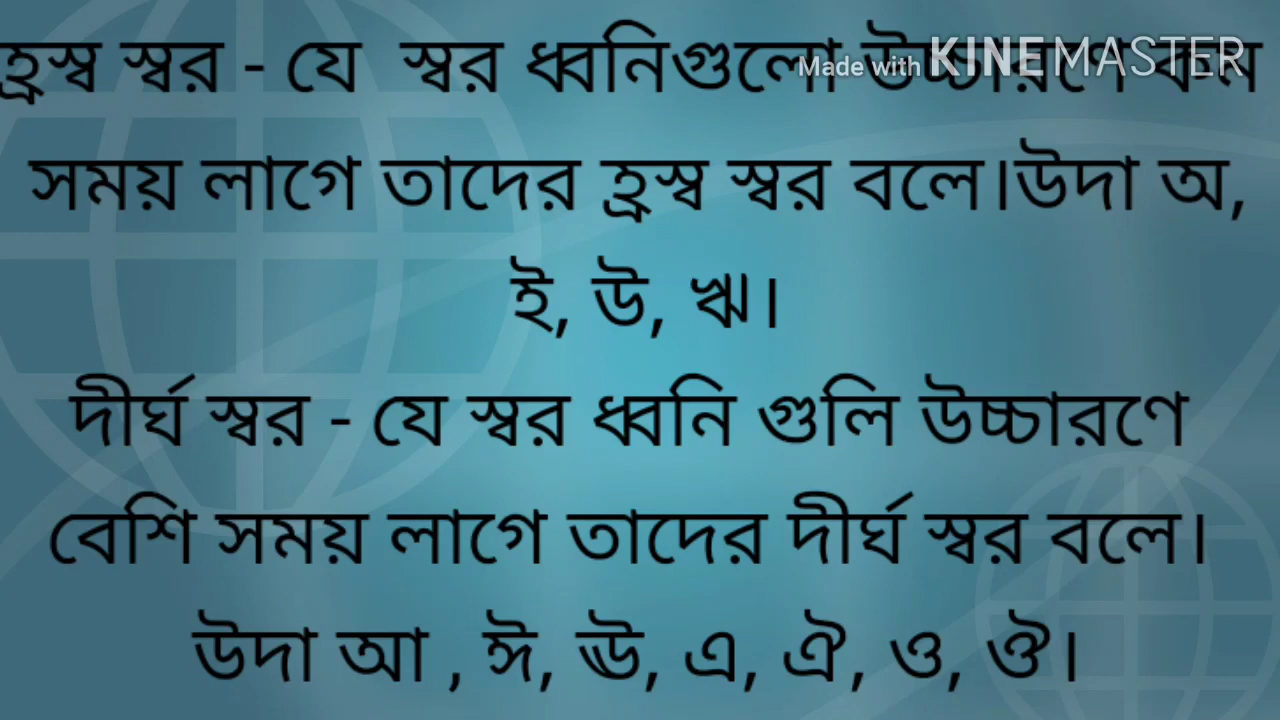 হ্রস্ব স্বর - যে স্বর ধ্বনিগুলো উচ্চারণে কম
Made with KINEMASTER
সময় লাগে তাদের হ্রস্ব স্বর বলে।উদা অ,
ই, উ, ঋ।
দীর্ঘ স্বর - যে স্বর ধ্বনি গুলি উচ্চারণে
বেশি সময় লাগে তাদের দীর্ঘ স্বর বলে।
উদা আ , ঈ, ঊ, এ, ঐ, ও, ঔ।